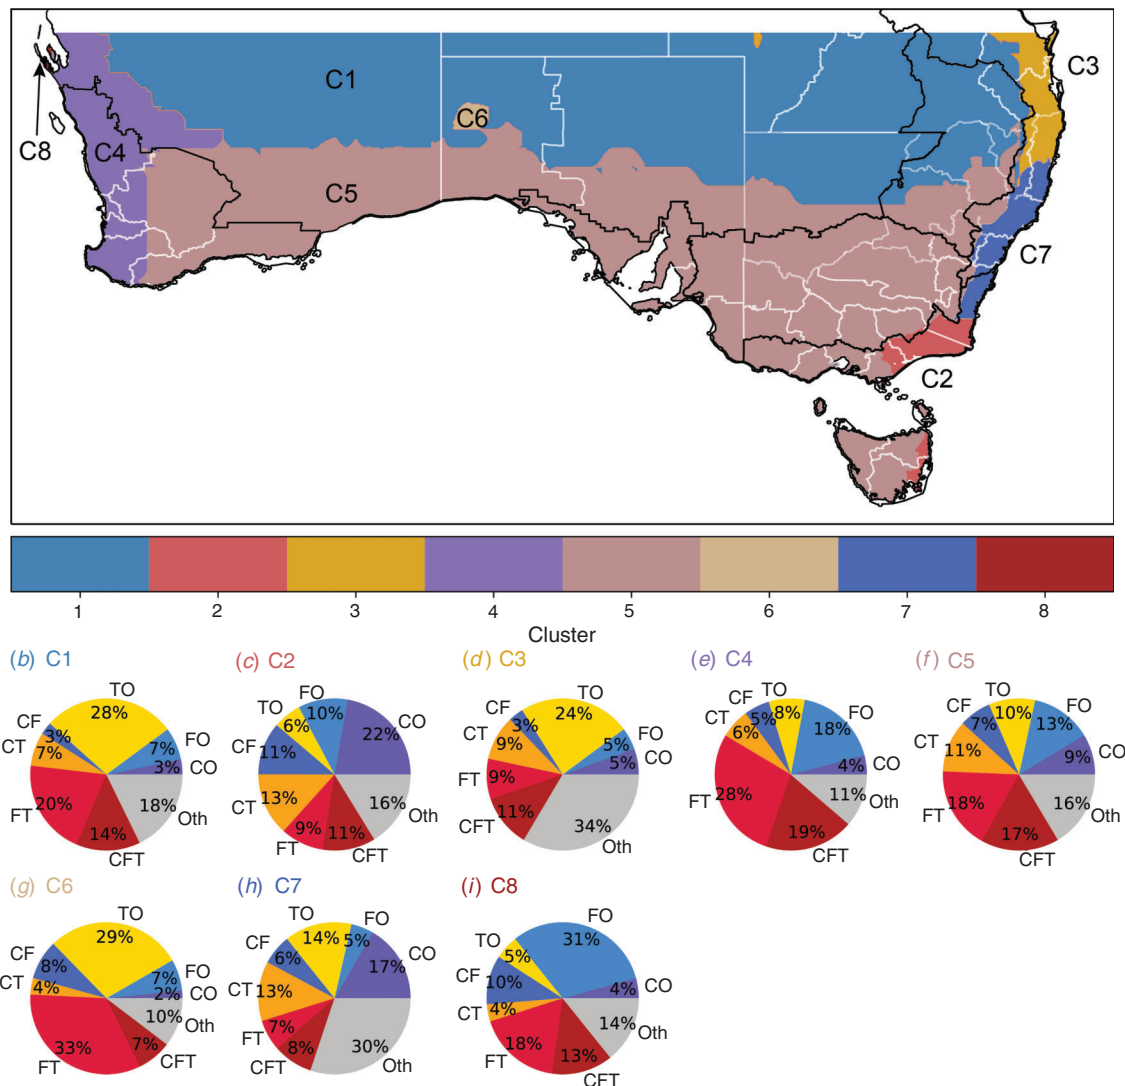 C1
C3
C6
C8
C4
C5
C7
C2
1 2 3 4 5 6 7 8
Cluster
(b) C1 (c) C2 (d) C3 (e) C4 (f) C5
TO 28% CF 3% CT 7% FT 20% CFT 14% Oth 18% CO 3% FO 7%
FO 10% TO 6% CF 11% CT 13% FT 9% CFT 11% Oth 16% CO 22%
TO 24% CF 3% CT 9% FT 9% CFT 11% Oth 34% CO 5% FO 5%
TO 8% CF 5% CT 6% FT 28% CFT 19% Oth 11% CO 4% FO 18%
TO 10% CF 7% CT 11% FT 18% CFT 17% Oth 16% CO 9% FO 13%
(g) C6 (h) C7 (i) C8
TO 29% CF 8% CT 4% FT 33% CFT 7% Oth 10% CO 2% FO 7%
TO 14% CF 6% CT 13% FT 7% CFT 8% Oth 30% CO 17% FO 5%
FO 31% TO 5% CF 10% CT 4% FT 18% CFT 13% Oth 14% CO 4%